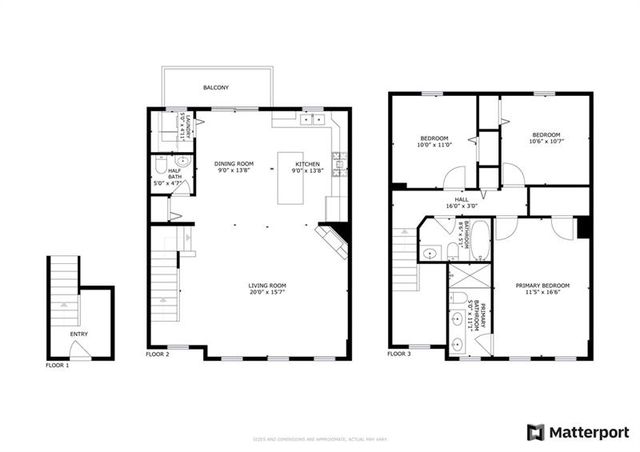 BALCONY
LAUNDRY
5'0" x 4'11"
HALF
BATH
5'0" x 4'7"
DINING ROOM
9'0" x 13'8"
KITCHEN
9'0" x 13'8"
LIVING ROOM
20'0" x 15'7"
ENTRY
FLOOR 1
FLOOR 2
BEDROOM
10'0" x 11'0"
BEDROOM
10'6" x 10'7"
HALL
16'0" x 3'0"
BATHROOM
8'6" x 5'1"
PRIMARY BEDROOM
11'5" x 16'6"
PRIMARY
BATHROOM
5'0" x 11'1"
FLOOR 3
SIZES AND DIMENSIONS ARE APPROXIMATE, ACTUAL MAY VARY.
Matterport